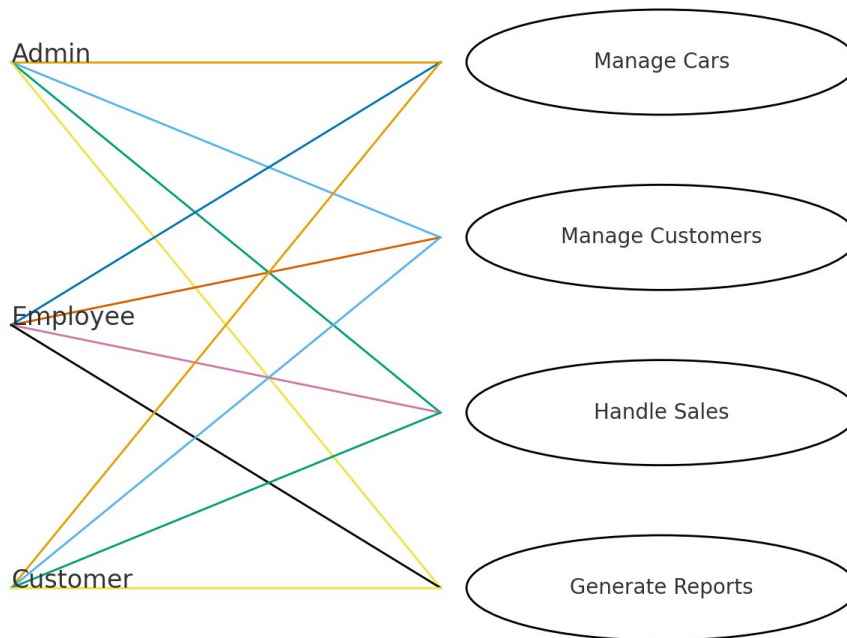 Admin
Manage Cars
Manage Customers
Employee
Handle Sales
Customer
Generate Reports